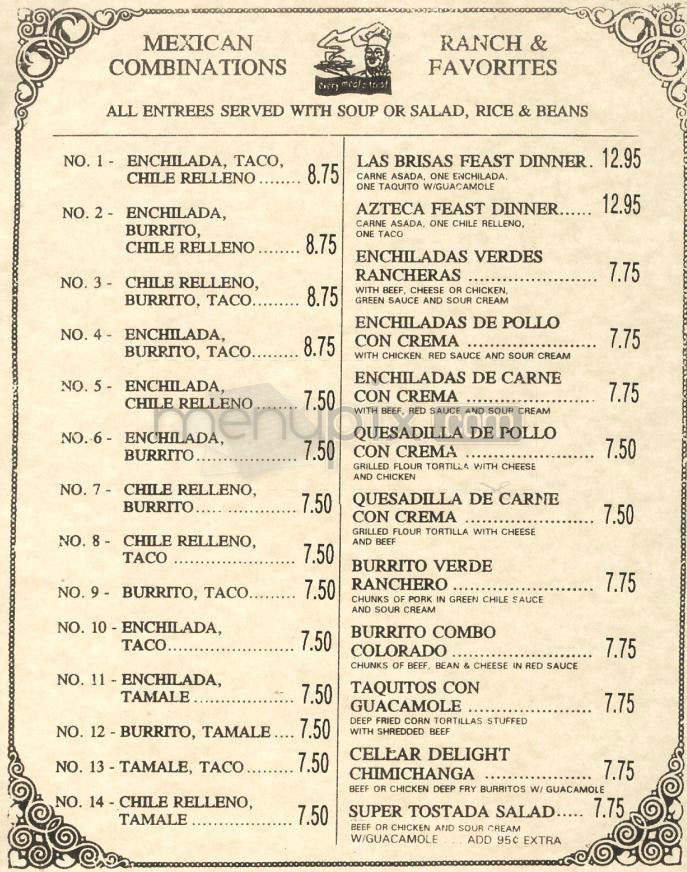 MEXICAN
COMBINATIONS
every meal a feast
RANCH &
FAVORITES
ALL ENTREES SERVED WITH SOUP OR SALAD, RICE & BEANS
NO. 1 - ENCHILADA, TACO,
CHILE RELLENO ........ 8.75
NO. 2 - ENCHILADA,
BURRITO,
CHILE RELLENO ........ 8.75
NO. 3 - CHILE RELLENO,
BURRITO, TACO......... 8.75
NO. 4 - ENCHILADA,
BURRITO, TACO......... 8.75
NO. 5 - ENCHILADA,
CHILE RELLENO ........ 7.50
NO. 6 - ENCHILADA,
BURRITO.................... 7.50
NO. 7 - CHILE RELLENO,
BURRITO.................... 7.50
NO. 8 - CHILE RELLENO,
TACO ........................ 7.50
NO. 9 - BURRITO, TACO......... 7.50
NO. 10 - ENCHILADA,
TACO......................... 7.50
NO. 11 - ENCHILADA,
TAMALE .................... 7.50
NO. 12 - BURRITO, TAMALE .... 7.50
NO. 13 - TAMALE, TACO.......... 7.50
NO. 14 - CHILE RELLENO,
TAMALE .................... 7.50
LAS BRISAS FEAST DINNER. 12.95
CARNE ASADA, ONE ENCHILADA,
ONE TAQUITO W/GUACAMOLE
AZTECA FEAST DINNER...... 12.95
CARNE ASADA, ONE CHILE RELLENO,
ONE TACO
ENCHILADAS VERDES
RANCHERAS ........................ 7.75
WITH BEEF, CHEESE OR CHICKEN,
GREEN SAUCE AND SOUR CREAM
ENCHILADAS DE POLLO
CON CREMA ........................ 7.75
WITH CHICKEN, RED SAUCE AND SOUR CREAM
ENCHILADAS DE CARNE
CON CREMA ........................ 7.75
WITH BEEF, RED SAUCE AND SOUR CREAM
QUESADILLA DE POLLO
CON CREMA ........................ 7.50
GRILLED FLOUR TORTILLA WITH CHEESE
AND CHICKEN
QUESADILLA DE CARNE
CON CREMA ........................ 7.50
GRILLED FLOUR TORTILLA WITH CHEESE
AND BEEF
BURRITO VERDE
RANCHERO .......................... 7.75
CHUNKS OF PORK IN GREEN CHILE SAUCE
AND SOUR CREAM
BURRITO COMBO
COLORADO .......................... 7.75
CHUNKS OF BEEF, BEAN & CHEESE IN RED SAUCE
TAQUITOS CON
GUACAMOLE ........................ 7.75
DEEP FRIED CORN TORTILLAS STUFFED
WITH SHREDDED BEEF
CELLAR DELIGHT
CHIMICHANGA ..................... 7.75
BEEF OR CHICKEN DEEP FRY BURRITOS W/ GUACAMOLE
SUPER TOSTADA SALAD..... 7.75
BEEF OR CHICKEN AND SOUR CREAM
W/GUACAMOLE ... ADD 95¢ EXTRA
menupix.com